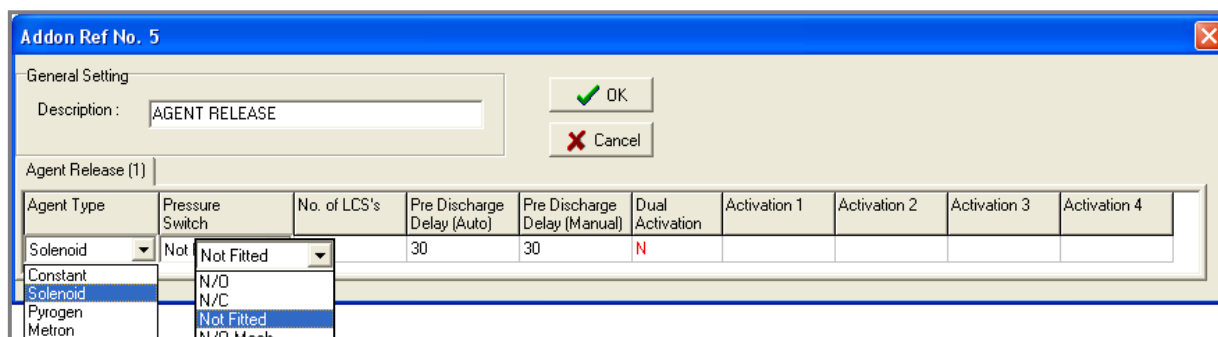 Addon Ref No. 5
General Setting
Description :
AGENT RELEASE
OK
Cancel
Agent Release (1)
Agent Type Pressure Switch No. of LCS's Pre Discharge Delay (Auto) Pre Discharge Delay (Manual) Dual Activation Activation 1 Activation 2 Activation 3 Activation 4
Solenoid Not Not Fitted 30 30 N
Constant
Solenoid
Pyrogen
Metron
N/O
N/C
Not Fitted
N/O Mech